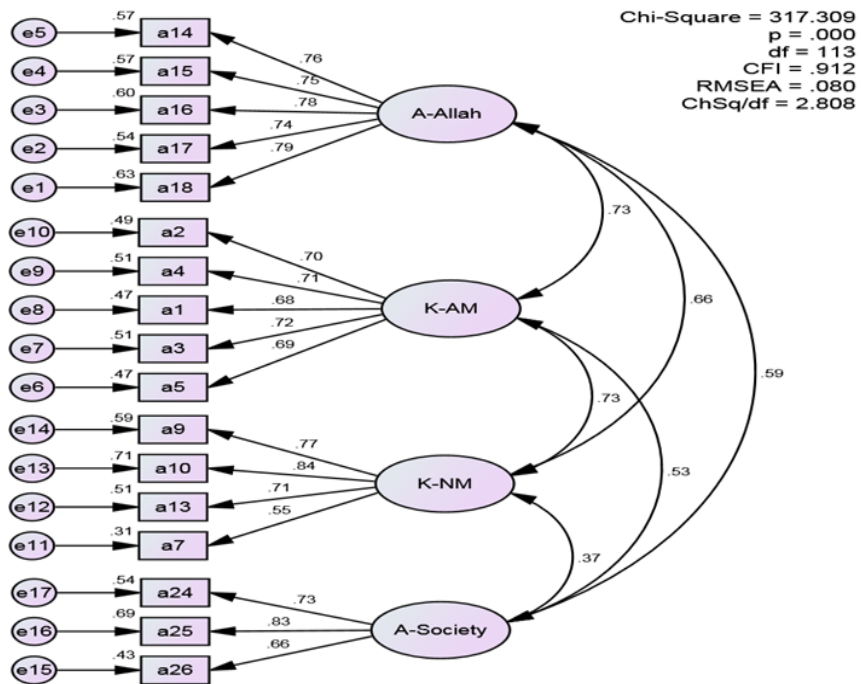 Chi-Square = 317.309
p = .000
df = 113
CFI = .912
RMSEA = .080
ChSq/df = 2.808
e5 .57 a14 .76
e4 .57 a15 .75
e3 .60 a16 .78
e2 .54 a17 .74
e1 .63 a18 .79
A-Allah
e10 .49 a2 .70
e9 .51 a4 .71
e8 .47 a1 .68
e7 .51 a3 .72
e6 .47 a5 .69
K-AM
e14 .59 a9 .77
e13 .71 a10 .84
e12 .51 a13 .71
e11 .31 a7 .55
K-NM
e17 .54 a24 .73
e16 .69 a25 .83
e15 .43 a26 .66
A-Society
.73
.66
.59
.73
.53
.37